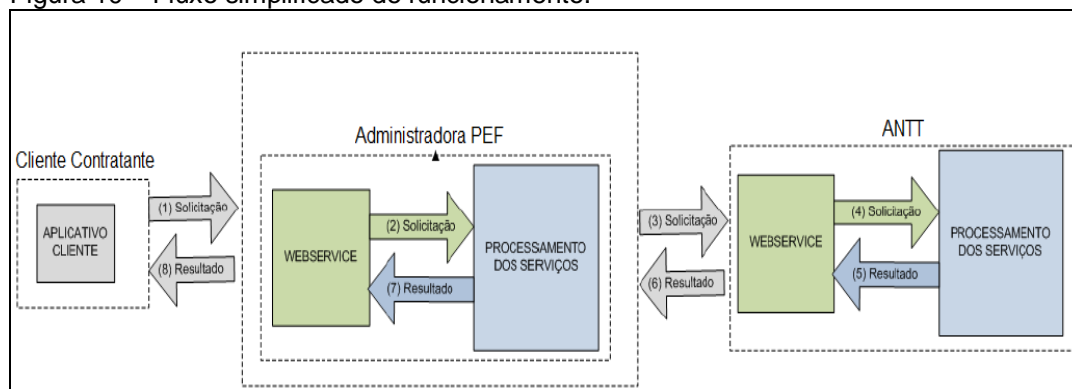 Figura 10 – Fluxo simplificado de funcionamento.
Cliente Contratante
APLICATIVO
CLIENTE
(1) Solicitação
(8) Resultado
Administradora PEF
WEBSERVICE
(2) Solicitação
(7) Resultado
PROCESSAMENTO
DOS SERVIÇOS
(3) Solicitação
(6) Resultado
ANTT
WEBSERVICE
(4) Solicitação
(5) Resultado
PROCESSAMENTO
DOS SERVIÇOS